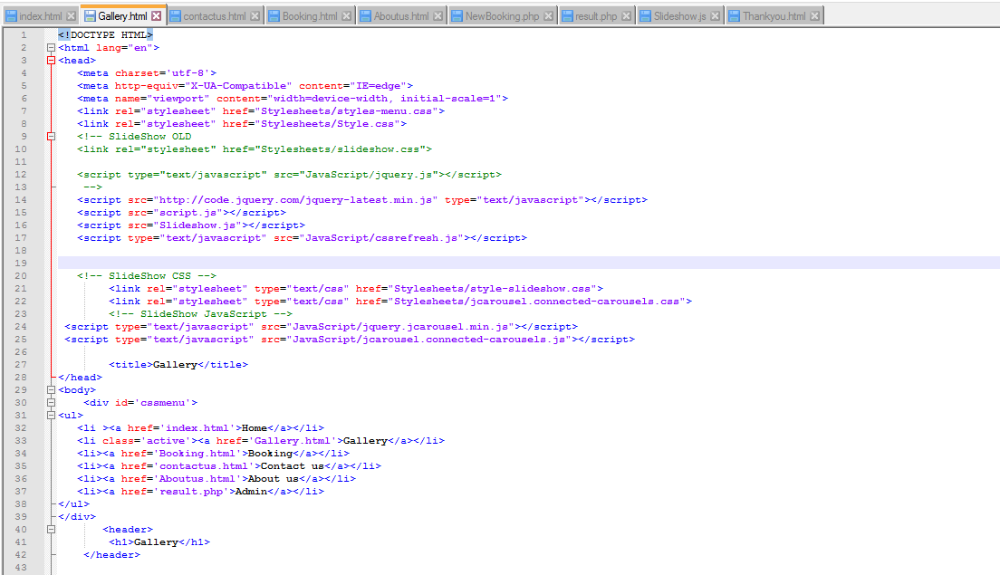 index.html Gallery.html contactus.html Booking.html Aboutus.html NewBooking.php result.php Slideshow.js Thankyou.html
1 <!DOCTYPE HTML>
2 <html lang="en">
3 <head>
4 <meta charset='utf-8'>
5 <meta http-equiv="X-UA-Compatible" content="IE=edge">
6 <meta name="viewport" content="width=device-width, initial-scale=1">
7 <link rel="stylesheet" href="Stylesheets/styles-menu.css">
8 <link rel="stylesheet" href="Stylesheets/Style.css">
9 <!-- SlideShow OLD
10 <link rel="stylesheet" href="Stylesheets/slideshow.css">
11
12 <script type="text/javascript" src="JavaScript/jquery.js"></script>
13 -->
14 <script src="http://code.jquery.com/jquery-latest.min.js" type="text/javascript"></script>
15 <script src="script.js"></script>
16 <script src="Slideshow.js"></script>
17 <script type="text/javascript" src="JavaScript/cssrefresh.js"></script>
18
19
20 <!-- SlideShow CSS -->
21 <link rel="stylesheet" type="text/css" href="Stylesheets/style-slideshow.css">
22 <link rel="stylesheet" type="text/css" href="Stylesheets/jcarousel.connected-carousels.css">
23 <!-- SlideShow JavaScript -->
24 <script type="text/javascript" src="JavaScript/jquery.jcarousel.min.js"></script>
25 <script type="text/javascript" src="JavaScript/jcarousel.connected-carousels.js"></script>
26
27 <title>Gallery</title>
28 </head>
29 <body>
30 <div id='cssmenu'>
31 <ul>
32 <li ><a href='index.html'>Home</a></li>
33 <li class='active'><a href='Gallery.html'>Gallery</a></li>
34 <li><a href='Booking.html'>Booking</a></li>
35 <li><a href='contactus.html'>Contact us</a></li>
36 <li><a href='Aboutus.html'>About us</a></li>
37 <li><a href='result.php'>Admin</a></li>
38 </ul>
39 </div>
40 <header>
41 <h1>Gallery</h1>
42 </header>
43